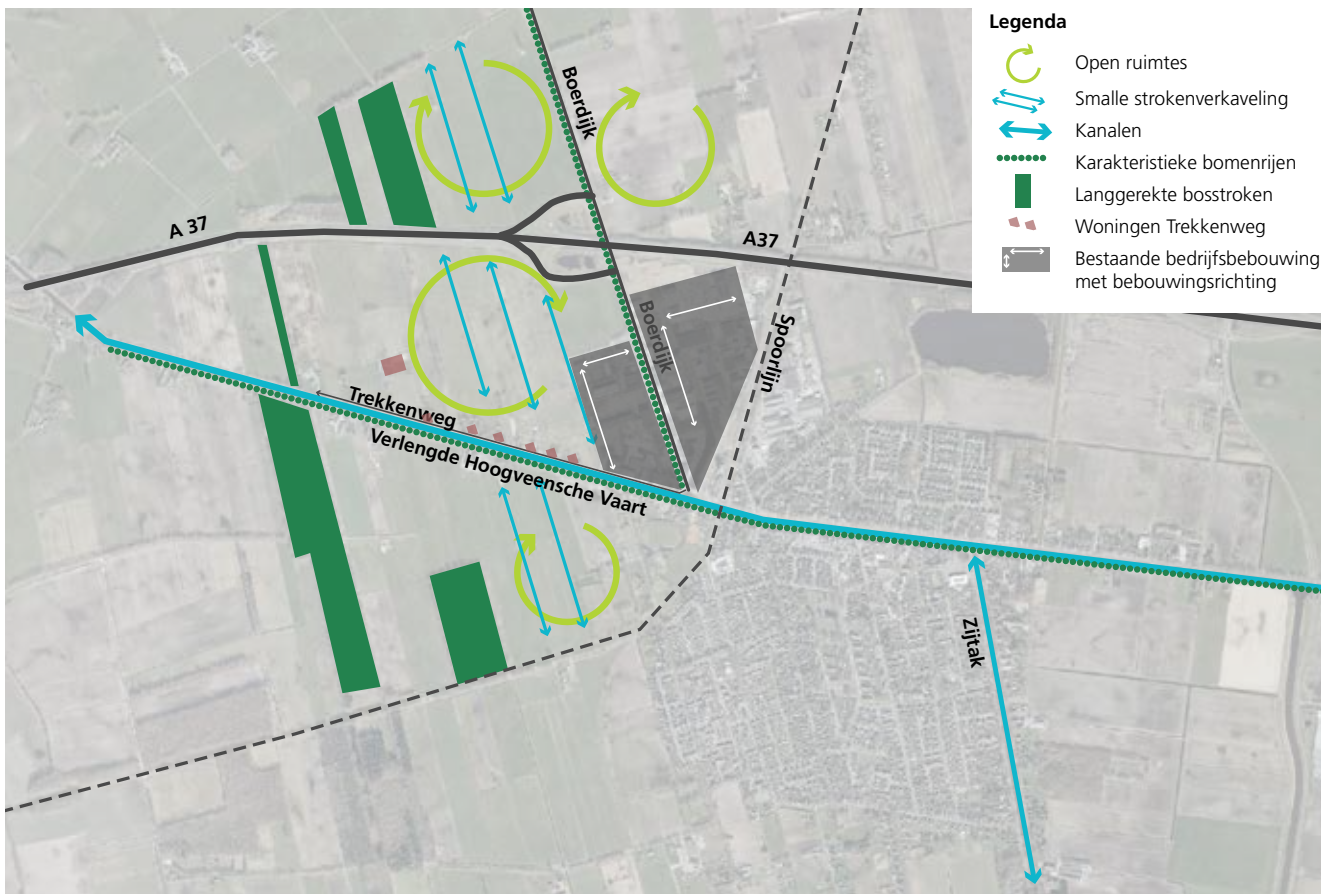 Legenda
Open ruimtes
Smalle strokenverkaveling
Kanalen
Karakteristieke bomenrijen
Langgerekte bosstroken
Woningen Trekkenweg
Bestaande bedrijfsbebouwing
met bebouwingsrichting
Boerdijk
A 37
A37
Boerdijk
Spoorlijn
Trekkenweg
Verlengde Hoogveensche Vaart
Zijtak